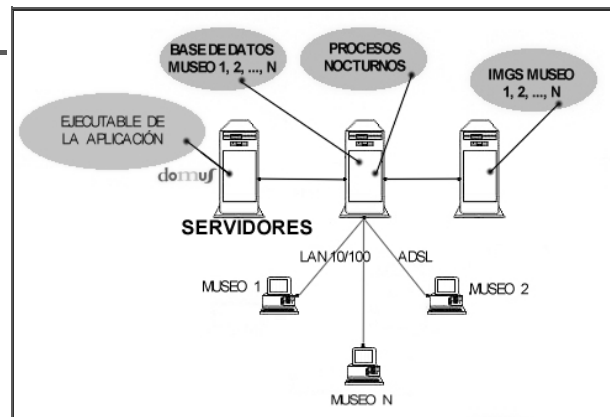 BASE DE DATOS
MUSEO 1, 2, ..., N
PROCESOS
NOCTURNOS
IMGS MUSEO
1, 2, ..., N
EJECUTABLE DE
LA APLICACIÓN
domus
SERVIDORES
LAN 10/100
ADSL
MUSEO 1
MUSEO 2
MUSEO N